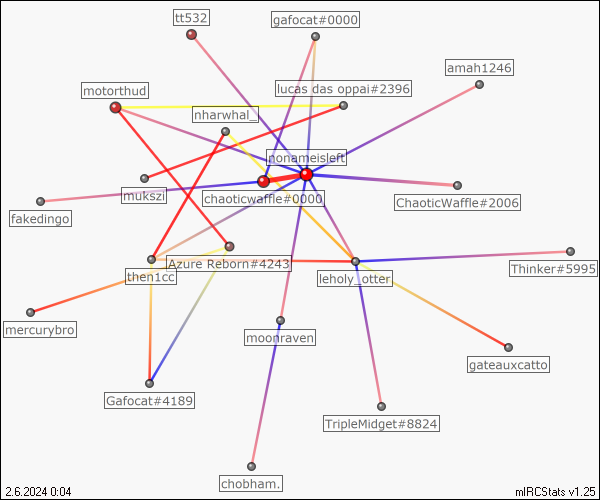 tt532
gafocat#0000
amah1246
motorthud
lucas das oppai#2396
nharwhal_
nonameisleft
mukszi
chaoticwaffle#0000
ChaoticWaffle#2006
fakedingo
Azure Reborn#4243
then1cc
leholy_otter
Thinker#5995
mercurybro
moonraven
gateauxcatto
Gafocat#4189
TripleMidget#8824
chobham.
2.6.2024 0:04
mIRCStats v1.25